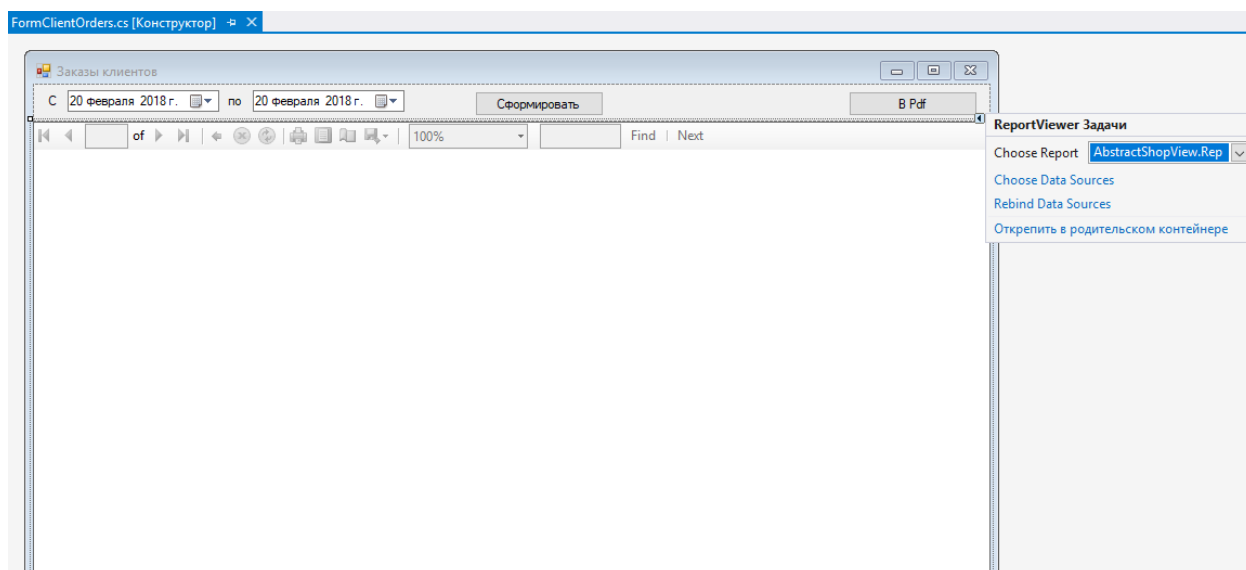 FormClientOrders.cs [Конструктор]
Заказы клиентов
С 20 февраля 2018 г. по 20 февраля 2018 г. Сформировать В Pdf
of 100% Find | Next
ReportViewer Задачи
Choose Report AbstractShopView.Rep
Choose Data Sources
Rebind Data Sources
Открепить в родительском контейнере